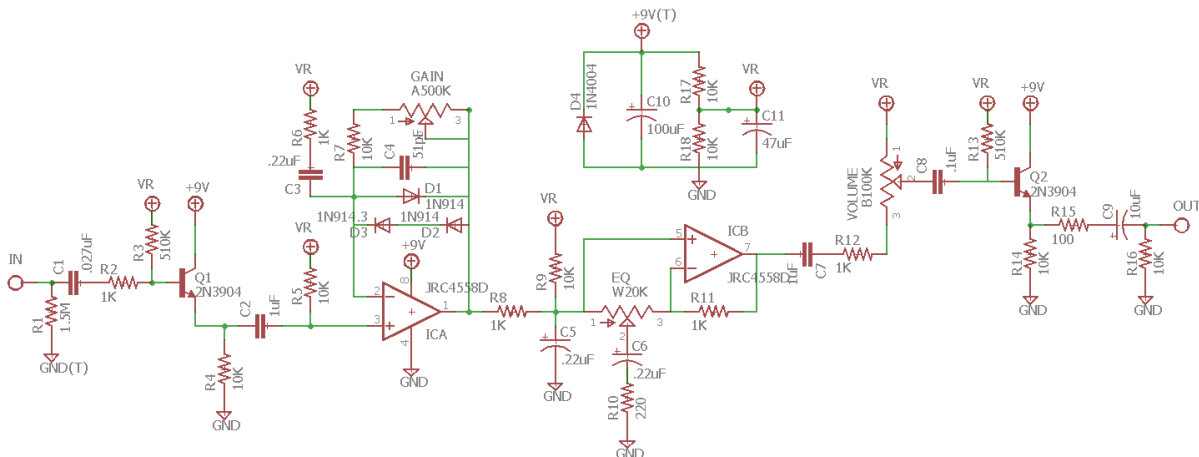 IN
R1
1.5M
GND(T)
C1
.027uF
R2
1K
VR
R3
510K
+9V
Q1
2N3904
R4
10K
GND
C2
1uF
VR
R5
10K
VR
R6
1K
.22uF
C3
R7
10K
GAIN
A500K
1
3
C4
51pF
D1
1N914
1N914.3
D3
1N914
D2
+9V
8
2
3
1
4
JRC4558D
ICA
GND
R8
1K
VR
R9
10K
C5
.22uF
GND
EQ
W20K
1
2
3
C6
.22uF
R10
220
GND
5
6
7
ICB
JRC4558D
R11
1K
1uF
C7
R12
1K
+9V(T)
D4
1N4004
C10
100uF
R17
10K
R18
10K
VR
C11
47uF
GND
VR
VOLUME
B100K
1
2
3
C8
.1uF
VR
R13
510K
+9V
Q2
2N3904
R14
10K
GND
R15
100
C9
10uF
R16
10K
GND
OUT